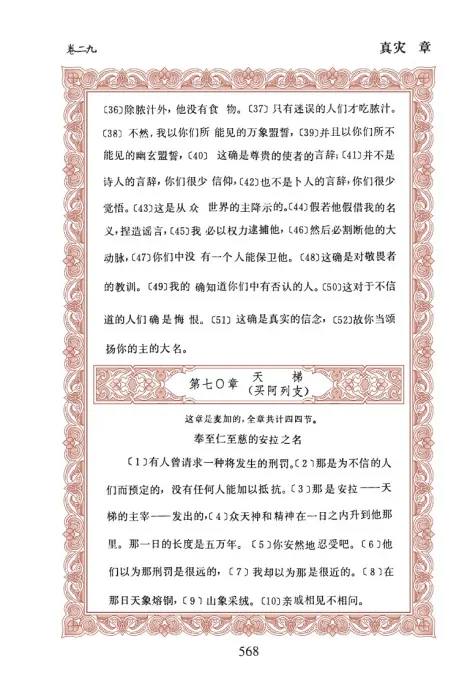 卷二九
真灾 章
〔36〕除脓汁外，他没有食 物。〔37〕只有迷误的人们才吃脓汁。
〔38〕 不然，我以你们所 能见的万象盟誓，〔39〕并且以你们所不
能见的幽玄盟誓，〔40〕 这确是尊贵的使者的言辞；〔41〕并不是
诗人的言辞，你们很少 信仰，〔42〕也不是卜人的言辞，你们很少
觉悟。〔43〕这是从 众 世界的主降示的。〔44〕假若他假借我的名
义，捏造谣言，〔45〕我 必以权力逮捕他，〔46〕然后必割断他的大
动脉，〔47〕你们中没 有一个人能保卫他。〔48〕这确是对敬畏者
的教训。〔49〕我的 确知道你们中有否认的人。〔50〕这对于不信
道的人们 确 是 悔 恨。〔51〕 这确是真实的信念，〔52〕故你当颂
扬你的主的大名。
第七〇章 天 梯
（买阿列支）
这章是麦加的，全章共计四四节。
奉至仁至慈的安拉之名
〔1〕有人曾请求一种将发生的刑罚。〔2〕那是为不信的人
们而预定的，没有任何人能加以抵抗。〔3〕那是安拉——天
梯的主宰——发出的，〔4〕众天神和精神在一日之内升到他那
里。那一日的长度是五万年。〔5〕你安然地忍受吧。〔6〕他
们以为那刑罚是很远的，〔7〕我却以为那是很近的。〔8〕在
那日天象熔铜，〔9〕山象采绒。〔10〕亲戚相见不相问。
568